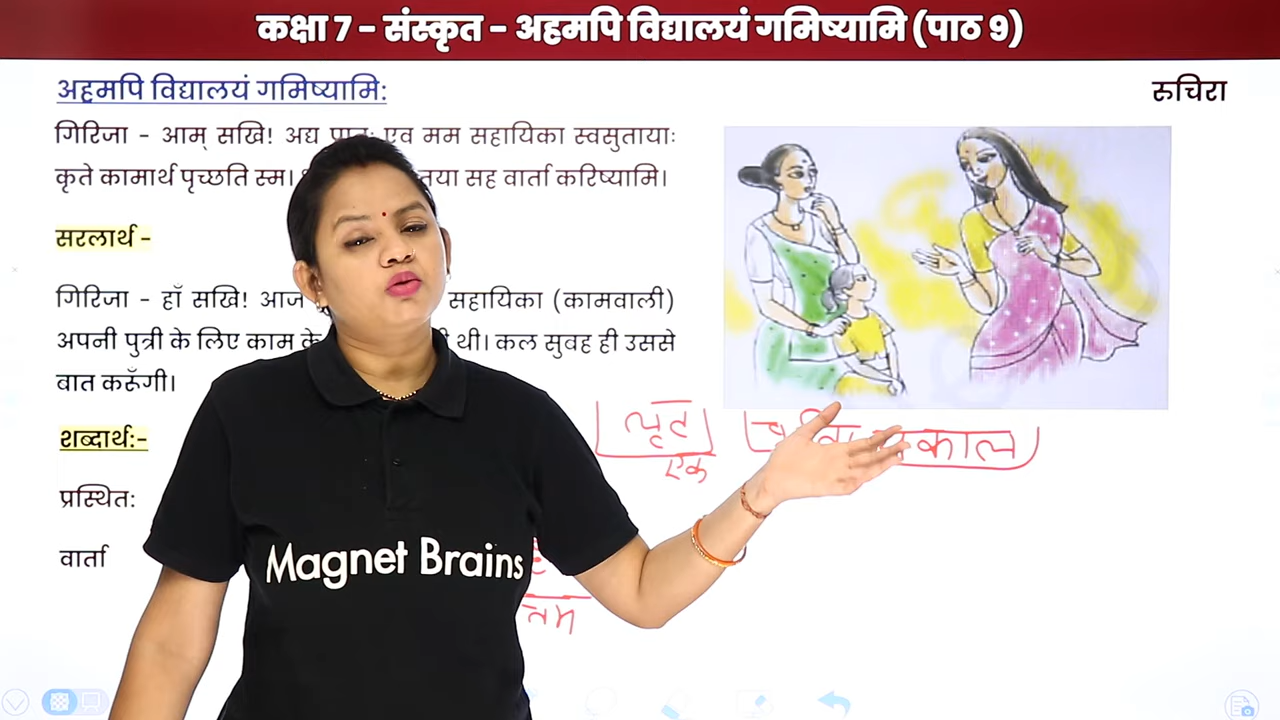 कक्षा 7 - संस्कृत - अहमपि विद्यालयं गमिष्यामि (पाठ 9)
अहमपि विद्यालयं गमिष्यामि:
रुचिरा
गिरिजा - आम् सखि! अद्य प्रातः एव मम सहायिका स्वसुतायाः
कृते कामार्थ पृच्छति स्म। तया सह वार्ता करिष्यामि।
सरलार्थ -
गिरिजा - हाँ सखि! आज सहायिका (कामवाली)
अपनी पुत्री के लिए काम के थी। कल सुबह ही उससे
बात करूँगी।
शब्दार्थ:-
लृट
एक
काल
प्रस्थित:
वार्ता
तम
Magnet Brains